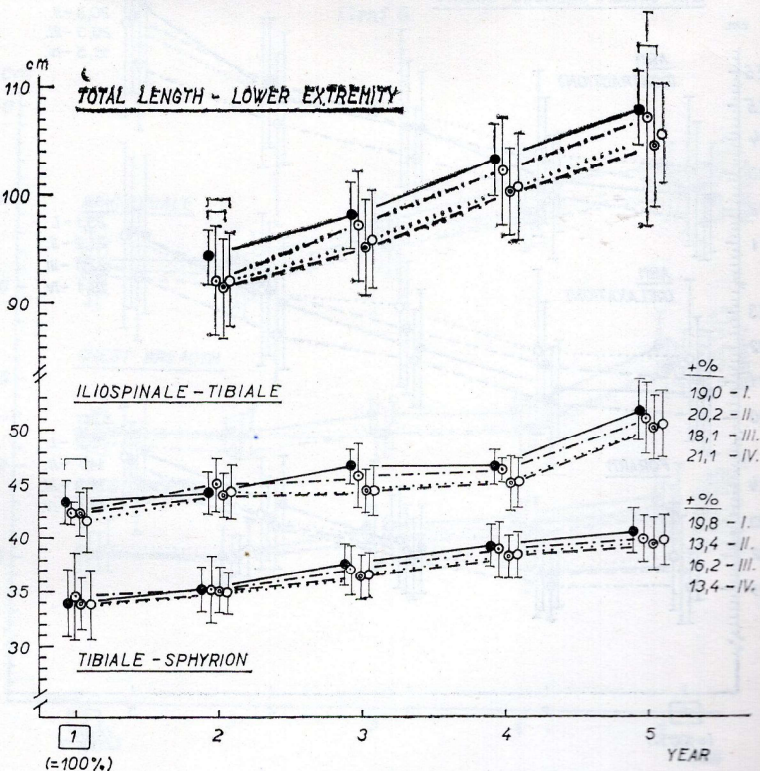 cm
TOTAL LENGTH - LOWER EXTREMITY
110
100
90
ILIOSPINALE - TIBIALE
50
45
40
35
30
TIBIALE - SPHYRION
+%
19,0 - I.
20,2 - II.
18,1 - III.
21,1 - IV.
+%
19,8 - I.
13,4 - II.
16,2 - III.
13,4 - IV.
1 2 3 4 5
(=100%)
YEAR